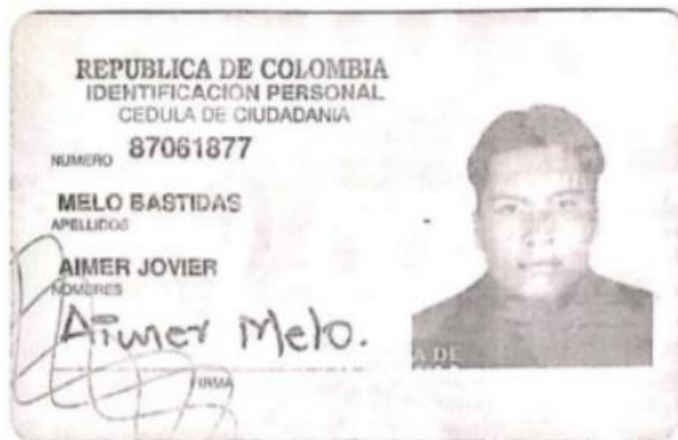 REPUBLICA DE COLOMBIA
IDENTIFICACION PERSONAL
CEDULA DE CIUDADANIA
NUMERO 87061877
MELO BASTIDAS
APELLIDOS
AIMER JOVIER
NOMBRES
Aimer Melo.
FIRMA
A DE